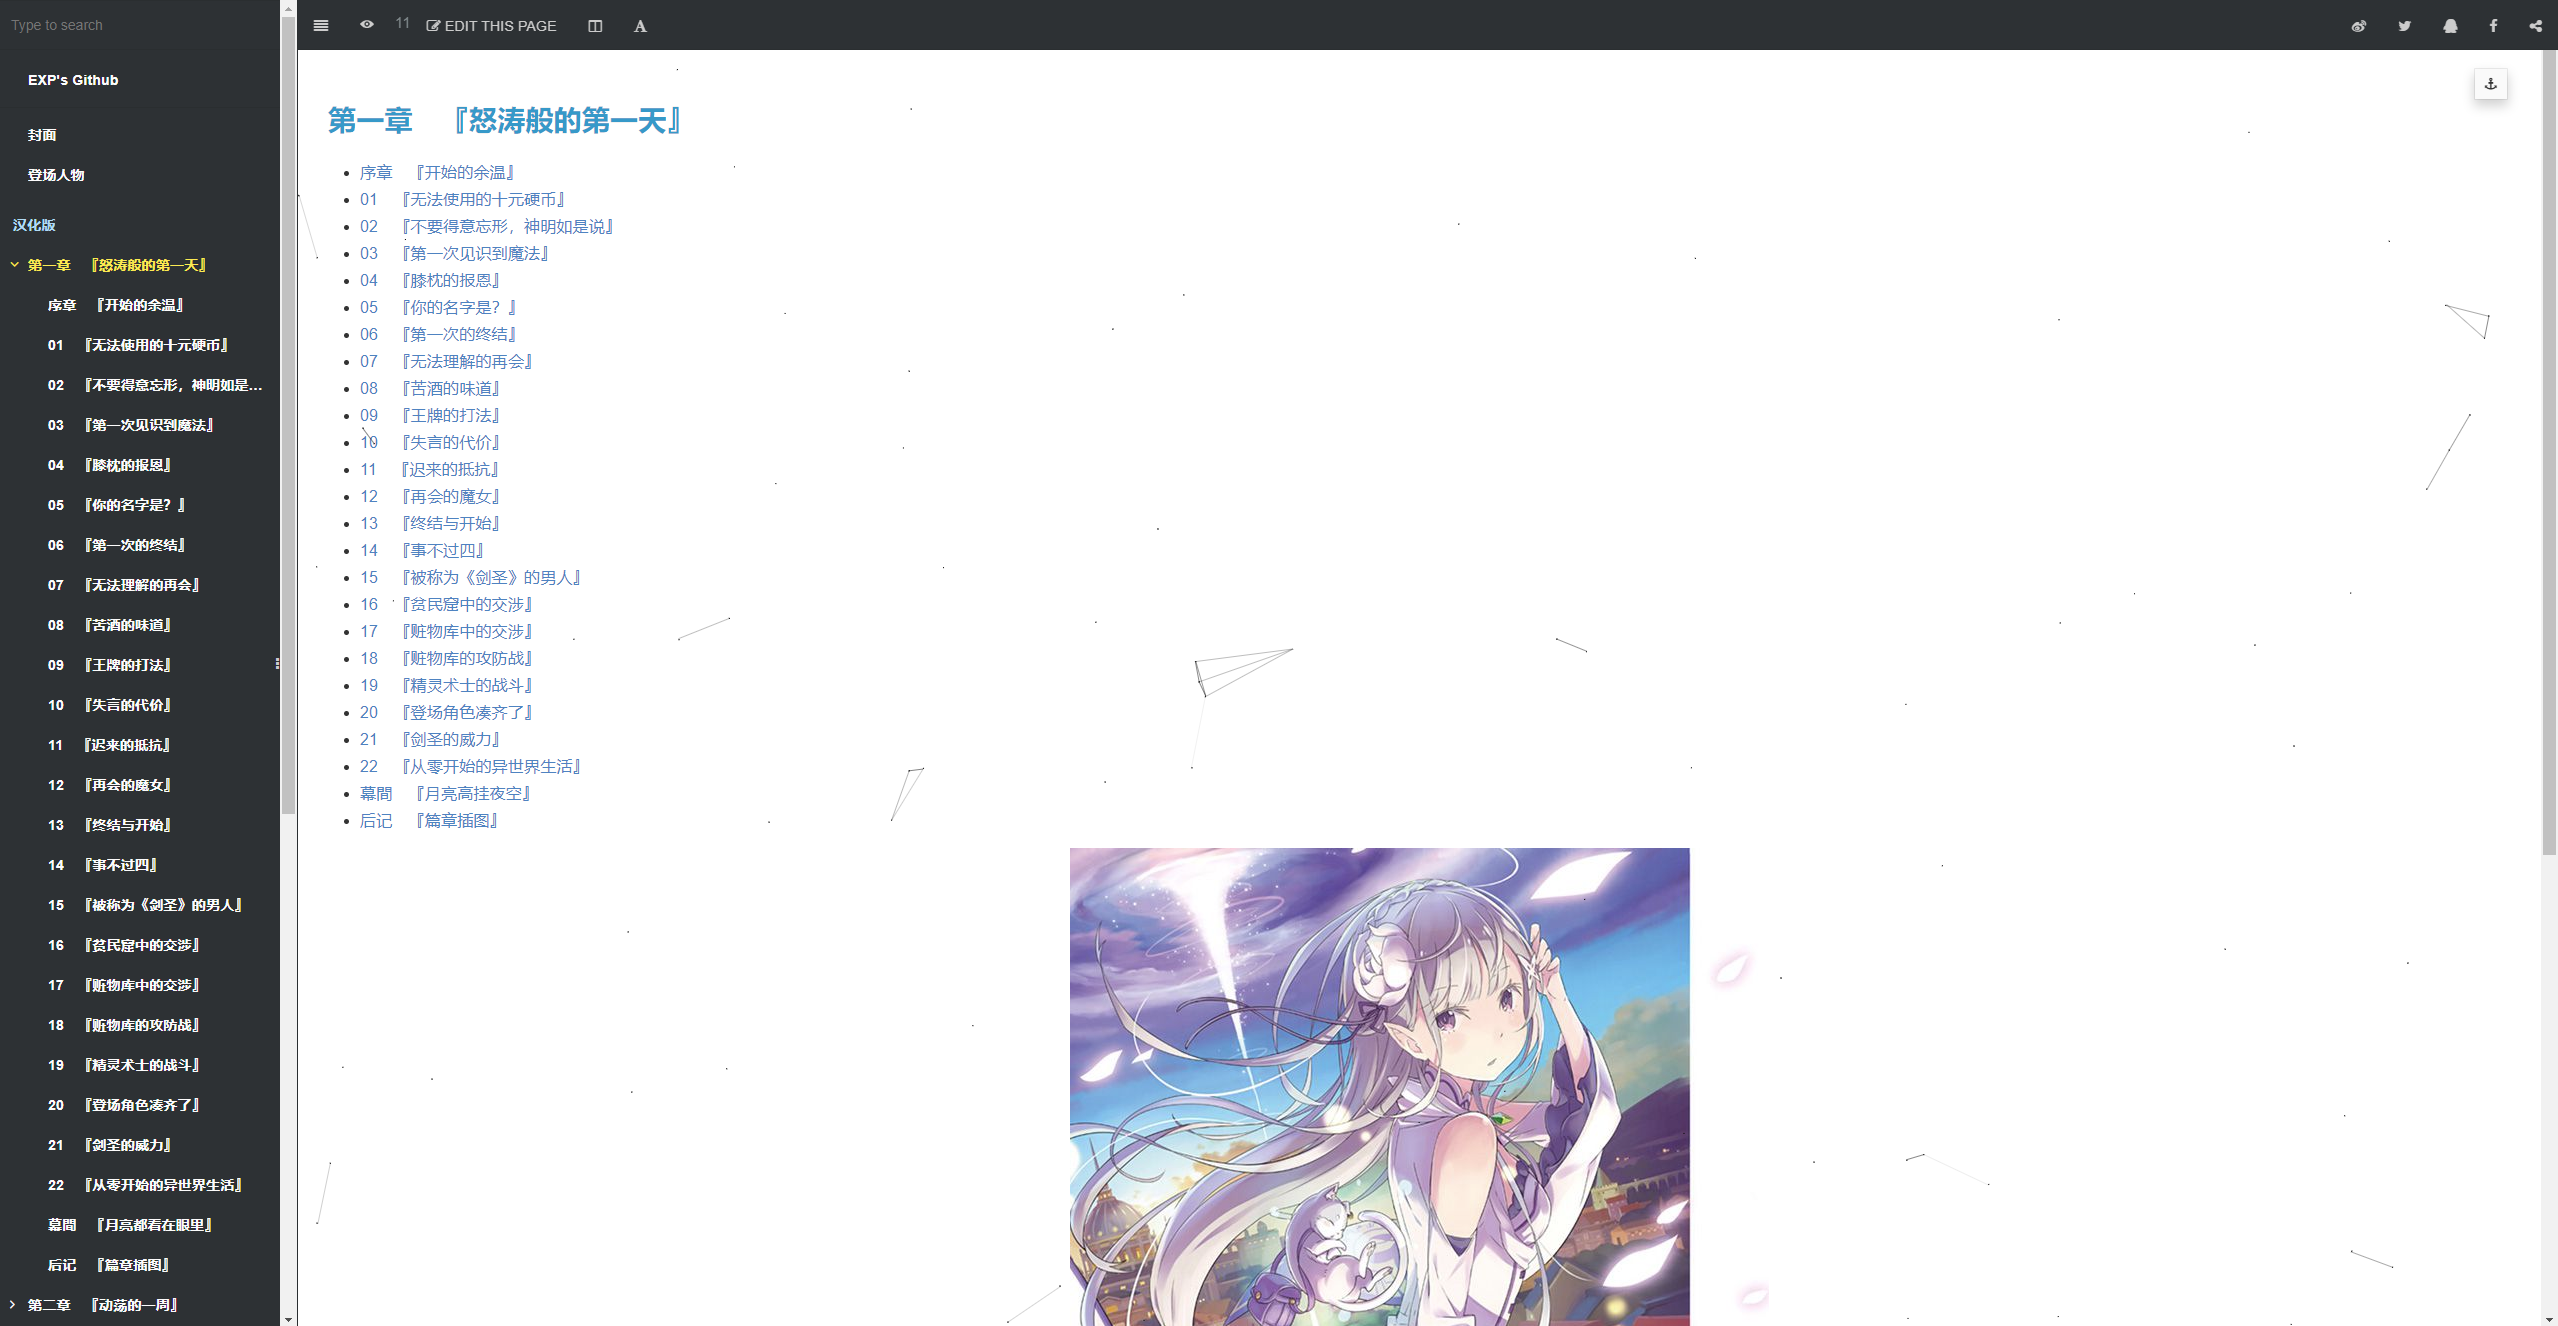 Type to search
EXP's Github
封面
登场人物
汉化版
第一章　『怒涛般的第一天』
序章　『开始的余温』
01　『无法使用的十元硬币』
02　『不要得意忘形，神明如是…
03　『第一次见识到魔法』
04　『膝枕的报恩』
05　『你的名字是？』
06　『第一次的终结』
07　『无法理解的再会』
08　『苦酒的味道』
09　『王牌的打法』
10　『失言的代价』
11　『迟来的抵抗』
12　『再会的魔女』
13　『终结与开始』
14　『事不过四』
15　『被称为《剑圣》的男人』
16　『贫民窟中的交涉』
17　『赃物库中的交涉』
18　『赃物库的攻防战』
19　『精灵术士的战斗』
20　『登场角色凑齐了』
21　『剑圣的威力』
22　『从零开始的异世界生活』
幕間　『月亮都看在眼里』
后记　『篇章插图』
第二章　『动荡的一周』
11 EDIT THIS PAGE A
第一章　『怒涛般的第一天』
序章　『开始的余温』
01　『无法使用的十元硬币』
02　『不要得意忘形，神明如是说』
03　『第一次见识到魔法』
04　『膝枕的报恩』
05　『你的名字是？』
06　『第一次的终结』
07　『无法理解的再会』
08　『苦酒的味道』
09　『王牌的打法』
10　『失言的代价』
11　『迟来的抵抗』
12　『再会的魔女』
13　『终结与开始』
14　『事不过四』
15　『被称为《剑圣》的男人』
16　『贫民窟中的交涉』
17　『赃物库中的交涉』
18　『赃物库的攻防战』
19　『精灵术士的战斗』
20　『登场角色凑齐了』
21　『剑圣的威力』
22　『从零开始的异世界生活』
幕間　『月亮高挂夜空』
后记　『篇章插图』